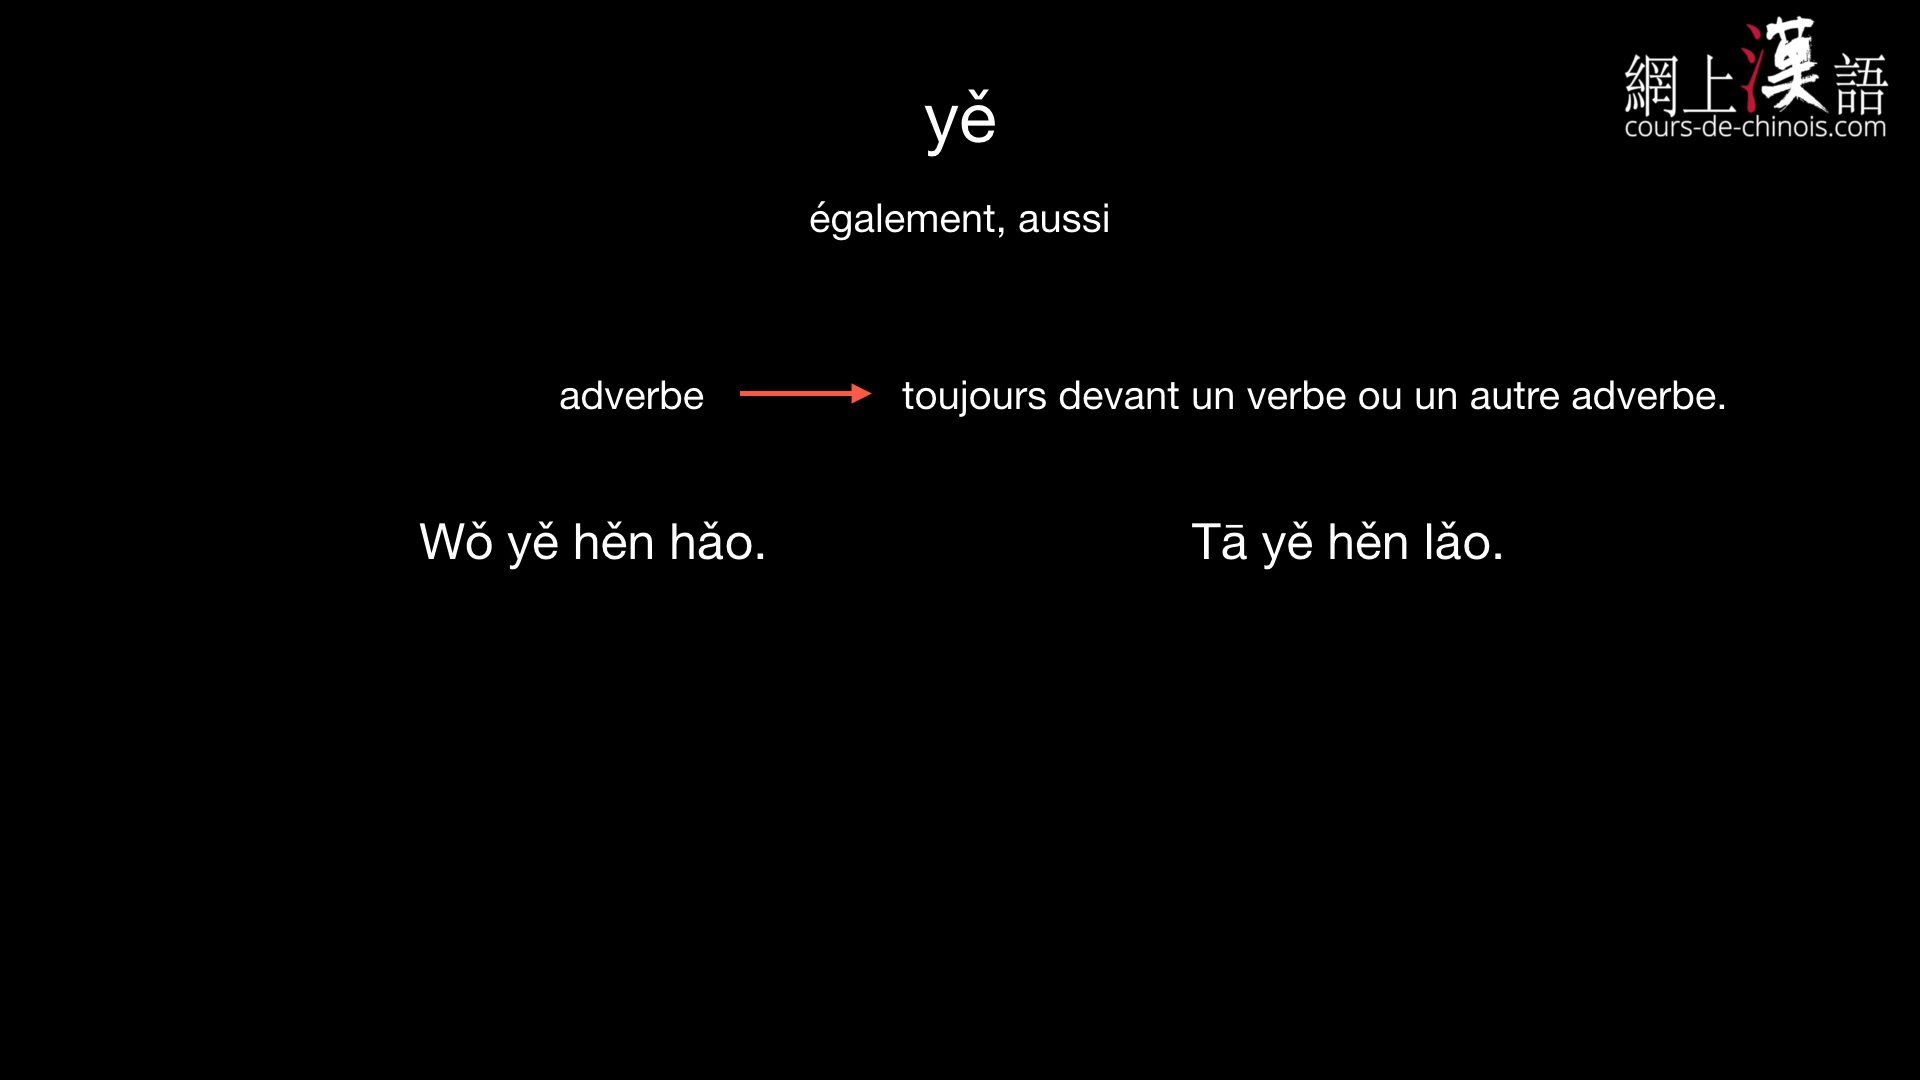 網上漢語
cours-de-chinois.com
yě
également, aussi
adverbe toujours devant un verbe ou un autre adverbe.
Wǒ yě hěn hǎo. Tā yě hěn lǎo.